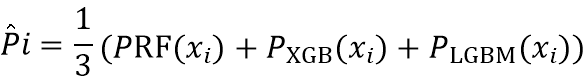 P̂i = 1/3 (PRF(xᵢ) + P_XGB(xᵢ) + P_LGBM(xᵢ))